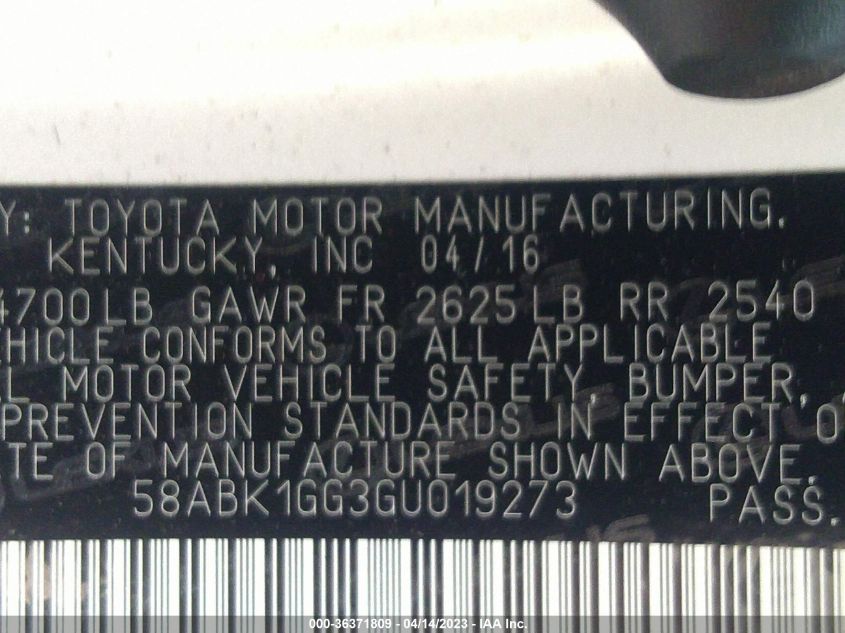 Y: TOYOTA MOTOR MANUFACTURING.
KENTUCKY, INC 04/16
4700LB GAWR FR 2625LB RR 2540
EHICLE CONFORMS TO ALL APPLICABLE
L MOTOR VEHICLE SAFETY, BUMPER,
PREVENTION STANDARDS IN EFFECT O
TE OF MANUFACTURE SHOWN ABOVE.
58ABK1GG3GU019273 PASS.
000-36371809 - 04/14/2023 - IAA Inc.